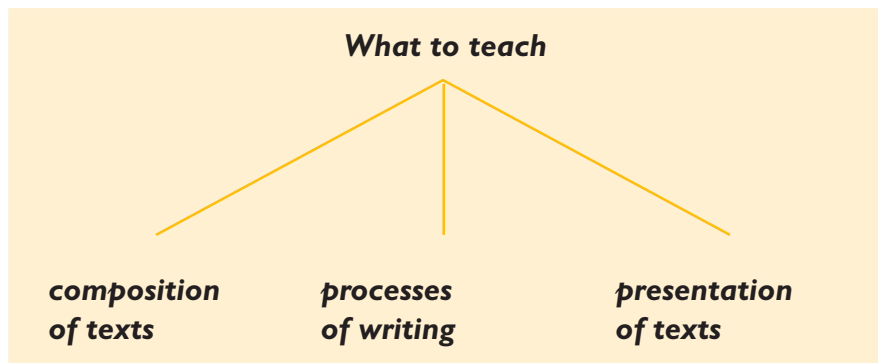 What to teach
composition
of texts
processes
of writing
presentation
of texts